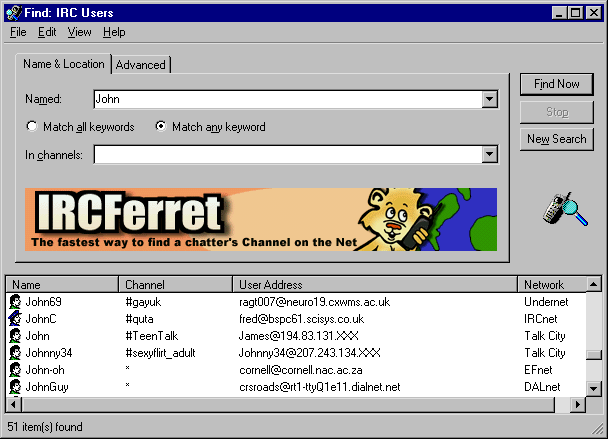 Find: IRC Users
File Edit View Help
Name & Location Advanced
Named: John
Find Now
Match all keywords Match any keyword
Stop
In channels:
New Search
IRCFerret
The fastest way to find a chatter's Channel on the Net
Name Channel User Address Network
John69 #gayuk ragt007@neuro19.cxwms.ac.uk Undernet
JohnC #quta fred@bspc61.scisys.co.uk IRCnet
John #TeenTalk James@194.83.131.XXX Talk City
Johnny34 #sexyflirt_adult Johnny34@207.243.134.XXX Talk City
John-oh * cornell@cornell.nac.ac.za EFnet
JohnGuy * crsroads@rt1-ttyQ1e11.dialnet.net DALnet
51 item(s) found